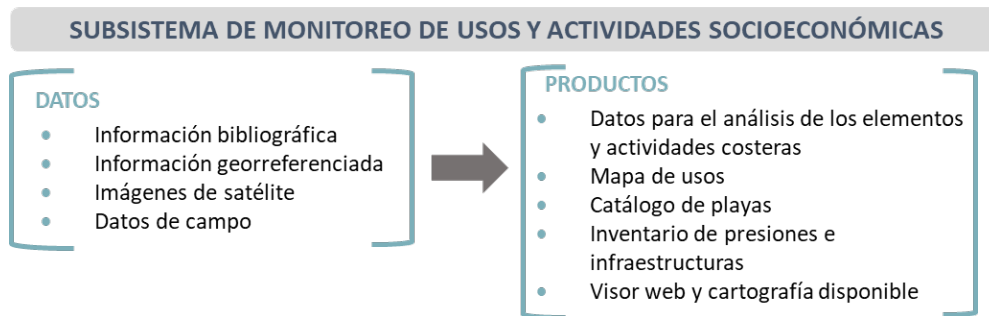 SUBSISTEMA DE MONITOREO DE USOS Y ACTIVIDADES SOCIOECONÓMICAS
DATOS
• Información bibliográfica
• Información georreferenciada
• Imágenes de satélite
• Datos de campo
PRODUCTOS
• Datos para el análisis de los elementos
y actividades costeras
• Mapa de usos
• Catálogo de playas
• Inventario de presiones e
infraestructuras
• Visor web y cartografía disponible